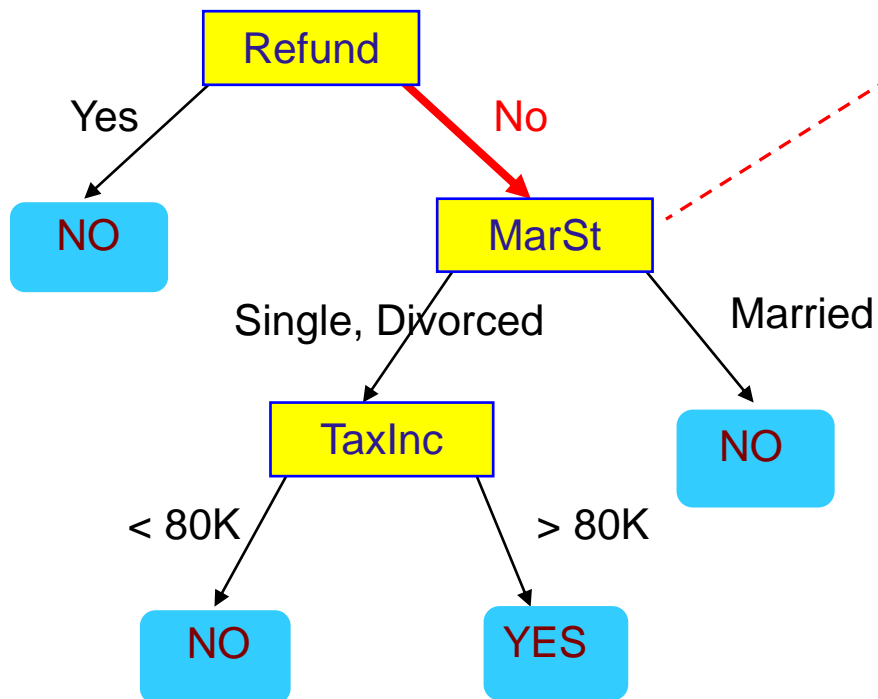 Refund
Yes
No
NO
MarSt
Single, Divorced
Married
TaxInc
NO
< 80K
> 80K
NO
YES